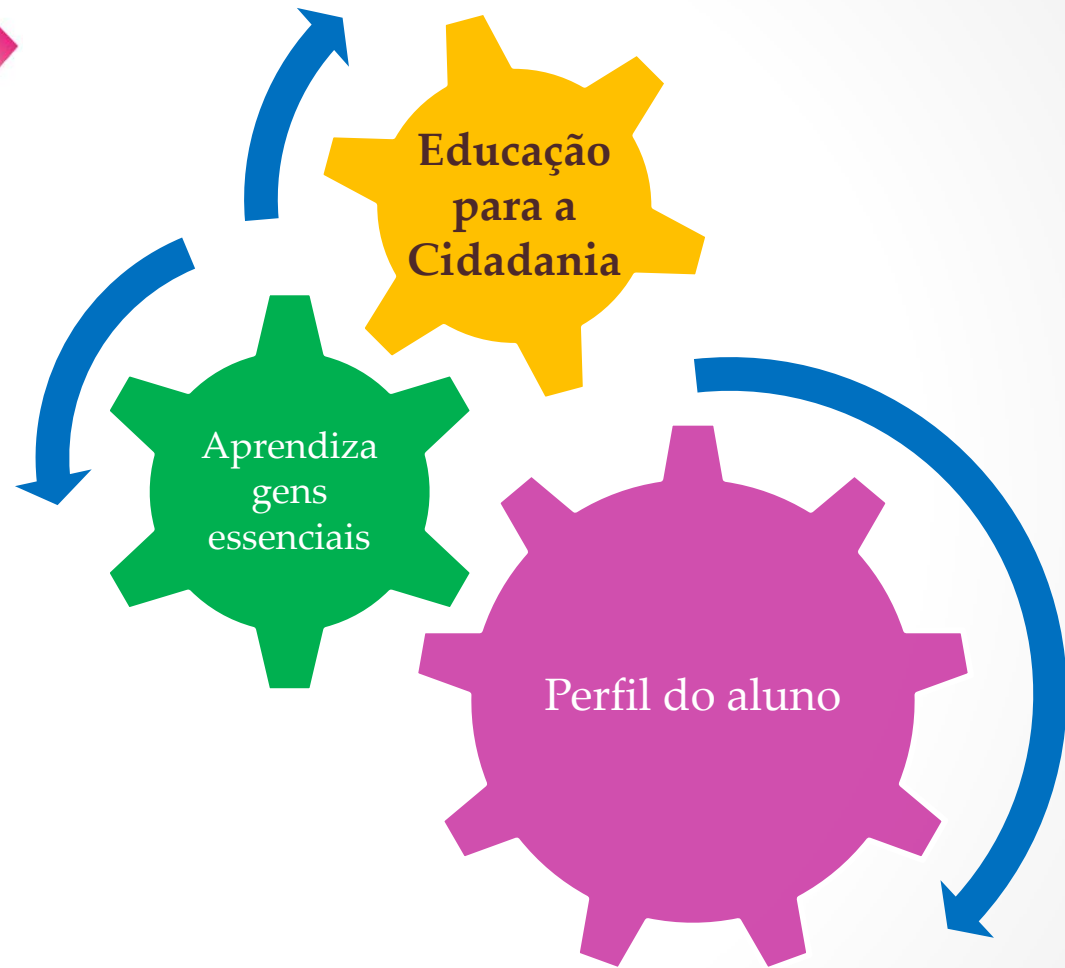 Educação
para a
Cidadania
Aprendiza
gens
essenciais
Perfil do aluno